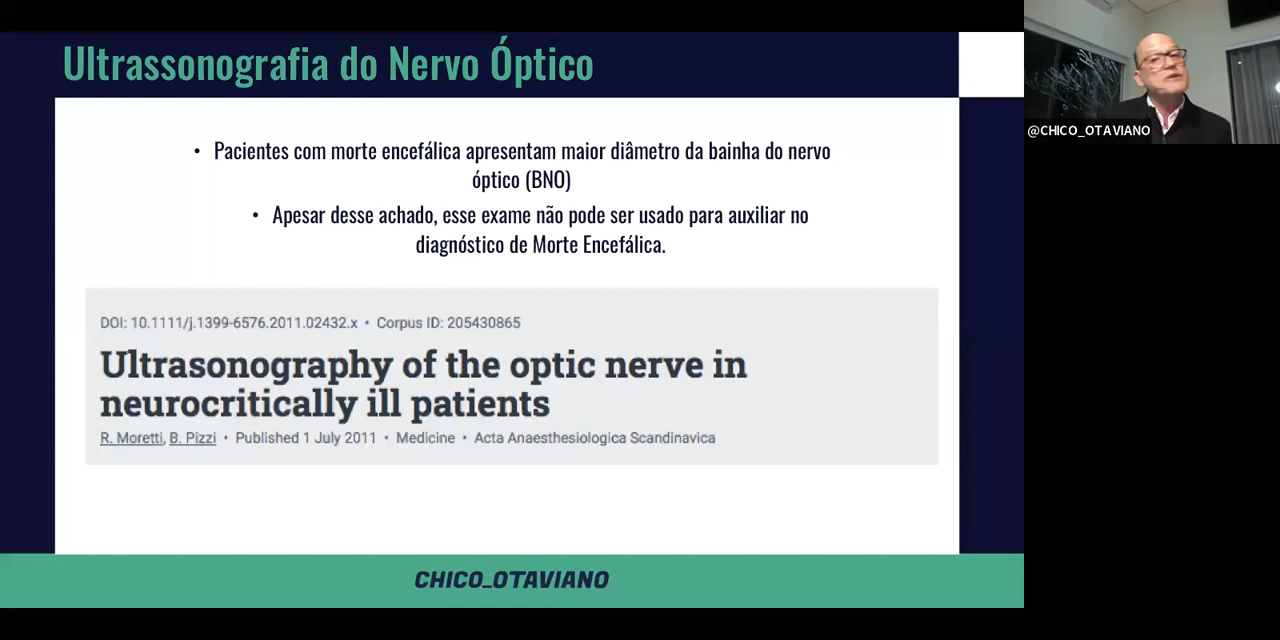 Ultrassonografia do Nervo Óptico
@CHICO_OTAVIANO
• Pacientes com morte encefálica apresentam maior diâmetro da bainha do nervo
óptico (BNO)
• Apesar desse achado, esse exame não pode ser usado para auxiliar no
diagnóstico de Morte Encefálica.
DOI: 10.1111/j.1399-6576.2011.02432.x • Corpus ID: 205430865
Ultrasonography of the optic nerve in
neurocritically ill patients
R. Moretti, B. Pizzi • Published 1 July 2011 • Medicine • Acta Anaesthesiologica Scandinavica
CHICO_OTAVIANO